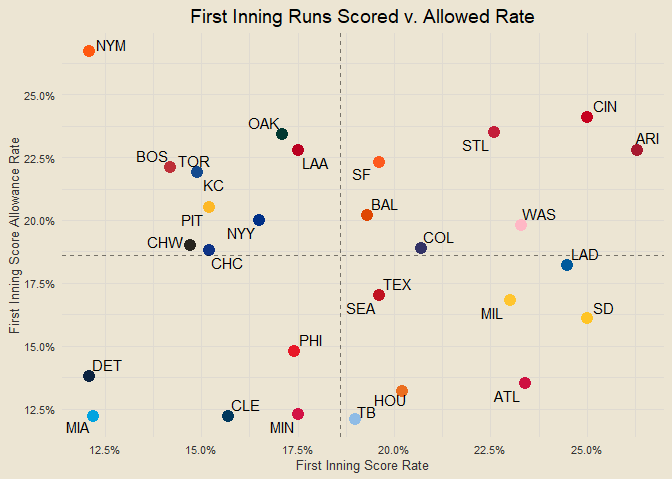 First Inning Runs Scored v. Allowed Rate
NYM
25.0%
CIN
OAK
STL
ARI
22.5%
BOS
TOR
LAA
SF
KC
BAL
WAS
20.0%
PIT
NYY
CHW
COL
CHC
LAD
17.5%
TEX
SEA
MIL
SD
15.0%
PHI
DET
ATL
HOU
12.5%
MIA
CLE
MIN
TB
First Inning Score Allowance Rate
12.5%
15.0%
17.5%
20.0%
22.5%
25.0%
First Inning Score Rate